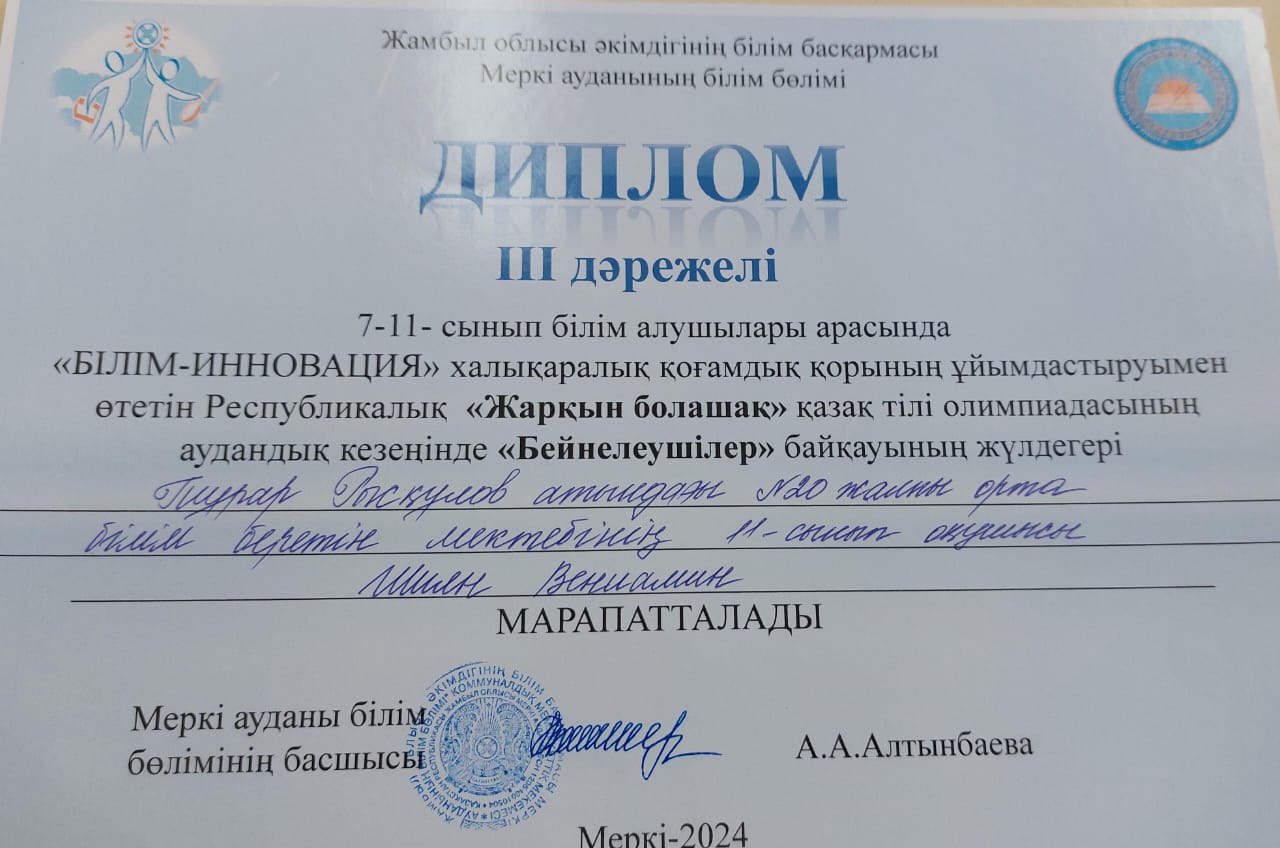 Жамбыл облысы әкімдігінің білім басқармасы
Меркі ауданының білім бөлімі
ДИПЛОМ
III дәрежелі
7-11- сынып білім алушылары арасында
«БІЛІМ-ИННОВАЦИЯ» халықаралық қоғамдық қорының ұйымдастыруымен
өтетін Республикалық «Жарқын болашақ» қазақ тілі олимпиадасының
аудандық кезеңінде «Бейнелеушілер» байқауының жүлдегері
Тұрар Рысқұлов атындағы №20 жалпы орта
білім беретін мектебінің 11-сынып оқушысы
Шиян Вениамин
МАРАПАТТАЛАДЫ
Меркі ауданы білім
бөлімінің басшысы
А.А.Алтынбаева
Меркі-2024